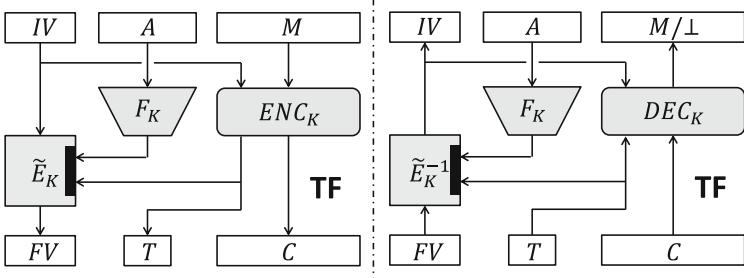 IV A M
F_K ENC_K
Ẽ_K TF
FV T C
IV A M/⊥
F_K DEC_K
Ẽ_K^{-1} TF
FV T C